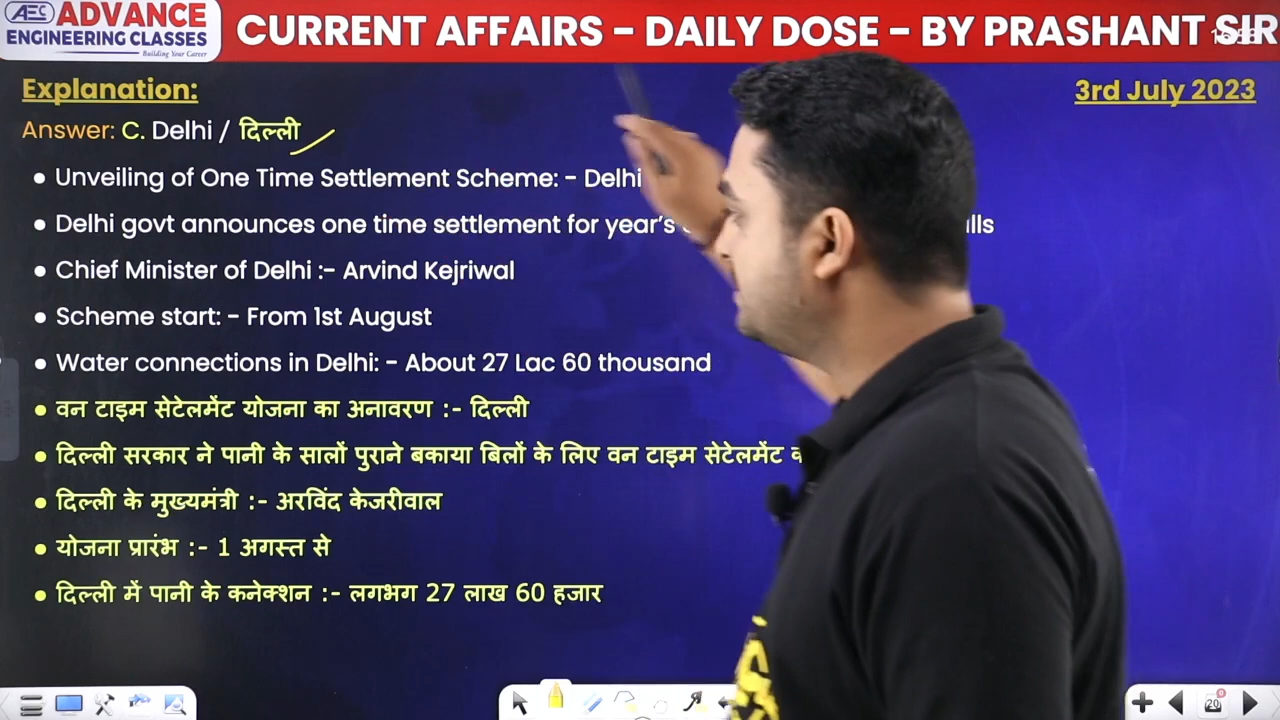 AEC ADVANCE
ENGINEERING CLASSES
Building Your Career
CURRENT AFFAIRS - DAILY DOSE - BY PRASHANT SIR
Explanation:
3rd July 2023
Answer: C. Delhi / दिल्ली
• Unveiling of One Time Settlement Scheme: - Delhi
• Delhi govt announces one time settlement for year's
• Chief Minister of Delhi :- Arvind Kejriwal
• Scheme start: - From 1st August
• Water connections in Delhi: - About 27 Lac 60 thousand
• वन टाइम सेटेलमेंट योजना का अनावरण :- दिल्ली
• दिल्ली सरकार ने पानी के सालों पुराने बकाया बिलों के लिए वन टाइम सेटेलमेंट
• दिल्ली के मुख्यमंत्री :- अरविंद केजरीवाल
• योजना प्रारंभ :- 1 अगस्त से
• दिल्ली में पानी के कनेक्शन :- लगभग 27 लाख 60 हजार
20